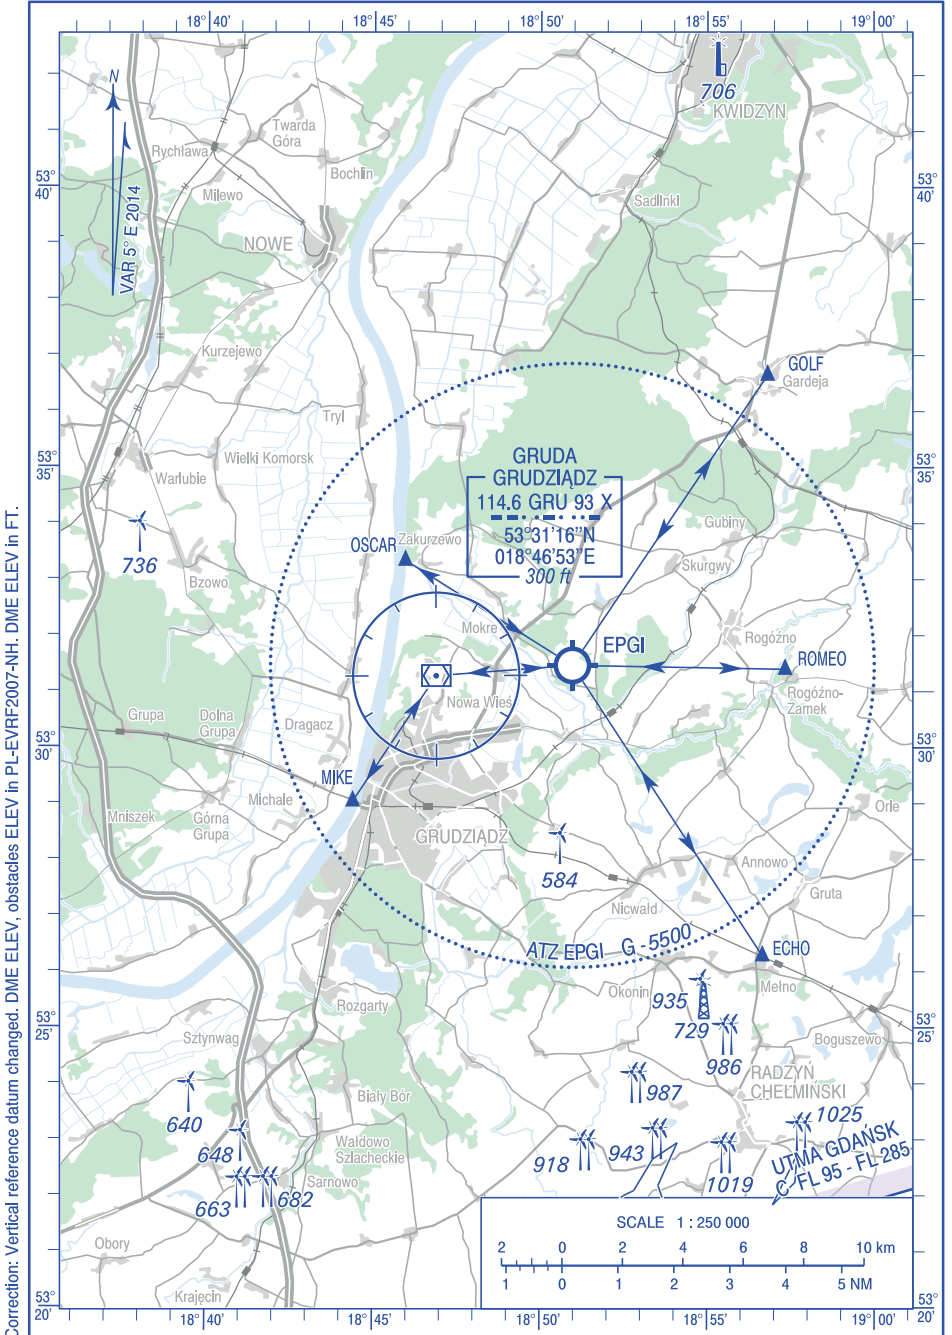 18°40' 18°45' 18°50' 18°55' 19°00'
706
KWIDZYN
N
Twarda
Góra
Rychława
Bochlin
53°
40'
53°
40'
Milewo
Sadlinki
VAR 5° E 2014
NOWE
Kurzejewo
GOLF
Gardeja
Tryl
GRUDA
GRUDZIĄDZ
114.6 GRU 93 X
53°31'16"N
018°46'53"E
300 ft
Wielki Komorsk
53°
35'
53°
35'
Warlubie
Gubiny
OSCAR
Zakurzewo
736
Skurgwy
Bzowo
Mokre
EPGI
Rogóźno
ROMEO
Rogóźno-
Zamek
Nowa Wieś
Grupa
Dolna
Grupa
Dragacz
53°
30'
53°
30'
MIKE
Michale
Mniszek
Górna
Grupa
Orle
GRUDZIĄDZ
584
Annowo
Gruta
Nicwałd
ATZ EPGI G - 5500'
ECHO
Mełno
Okonin
935
729
Rozgarty
53°
25'
53°
25'
Sztynwag
Boguszewo
986
RADZYŃ
CHEŁMIŃSKI
987
640
Biały Bór
1025
648
Wałdowo
Szlacheckie
918
943
1019
UTMA GDAŃSK
C FL 95 - FL 285
Sarnowo
663
682
SCALE 1 : 250 000
Obory
2 0 2 4 6 8 10 km
1 0 1 2 3 4 5 NM
Krajęcin
53°
20'
53°
20'
18°40' 18°45' 18°50' 18°55' 19°00'
Correction: Vertical reference datum changed. DME ELEV, obstacles ELEV in PL-EVRF2007-NH. DME ELEV in FT.